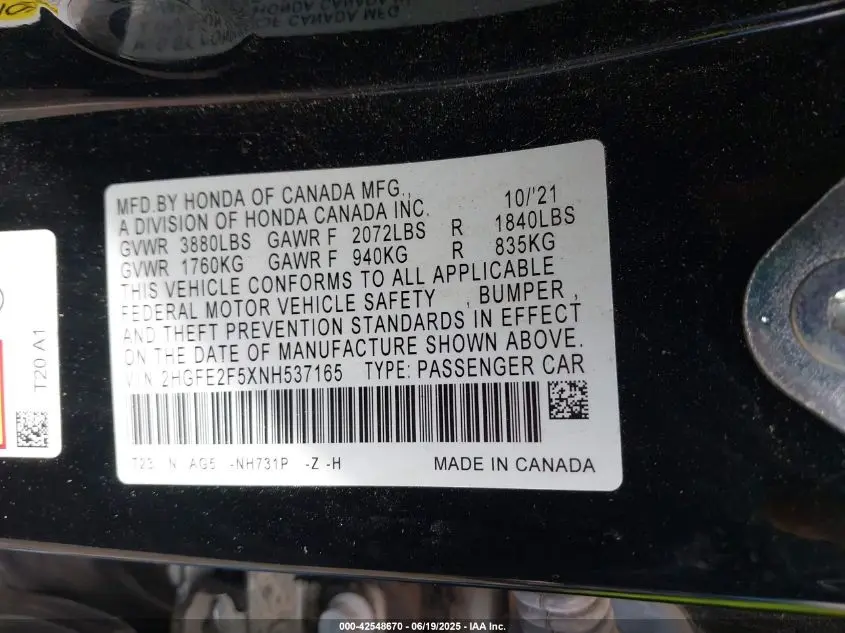 MFD.BY HONDA OF CANADA MFG., 10/'21
A DIVISION OF HONDA CANADA INC.
GVWR 3880LBS GAWR F 2072LBS R 1840LBS
GVWR 1760KG GAWR F 940KG R 835KG
THIS VEHICLE CONFORMS TO ALL APPLICABLE
FEDERAL MOTOR VEHICLE SAFETY , BUMPER ,
AND THEFT PREVENTION STANDARDS IN EFFECT
ON THE DATE OF MANUFACTURE SHOWN ABOVE.
VIN 2HGFE2F5XNH537165 TYPE: PASSENGER CAR
T23 N AG5 -NH731P -Z -H MADE IN CANADA
T20 A1
000-42548670 - 06/19/2025 - IAA Inc.